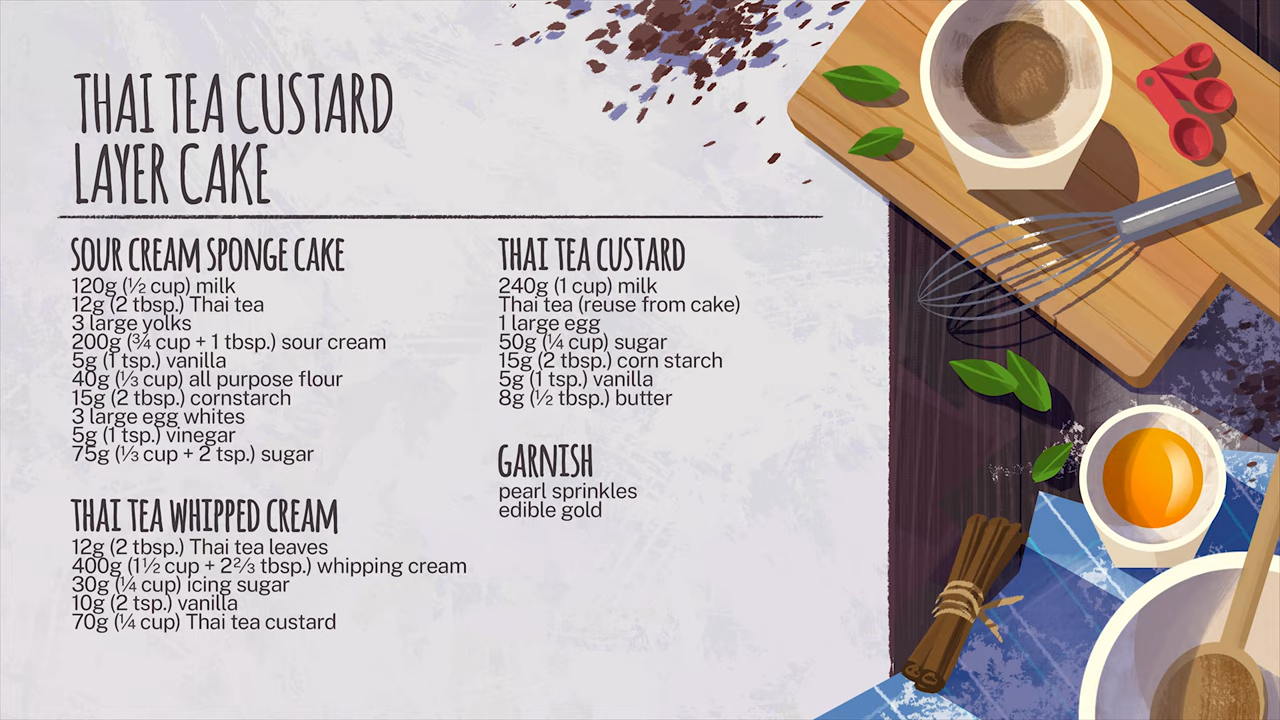 THAI TEA CUSTARD
LAYER CAKE
SOUR CREAM SPONGE CAKE
120g (½ cup) milk
12g (2 tbsp.) Thai tea
3 large yolks
200g (¾ cup + 1 tbsp.) sour cream
5g (1 tsp.) vanilla
40g (⅓ cup) all purpose flour
15g (2 tbsp.) cornstarch
3 large egg whites
5g (1 tsp.) vinegar
75g (⅓ cup + 2 tsp.) sugar
THAI TEA WHIPPED CREAM
12g (2 tbsp.) Thai tea leaves
400g (1½ cup + 2⅔ tbsp.) whipping cream
30g (¼ cup) icing sugar
10g (2 tsp.) vanilla
70g (¼ cup) Thai tea custard
THAI TEA CUSTARD
240g (1 cup) milk
Thai tea (reuse from cake)
1 large egg
50g (¼ cup) sugar
15g (2 tbsp.) corn starch
5g (1 tsp.) vanilla
8g (½ tbsp.) butter
GARNISH
pearl sprinkles
edible gold